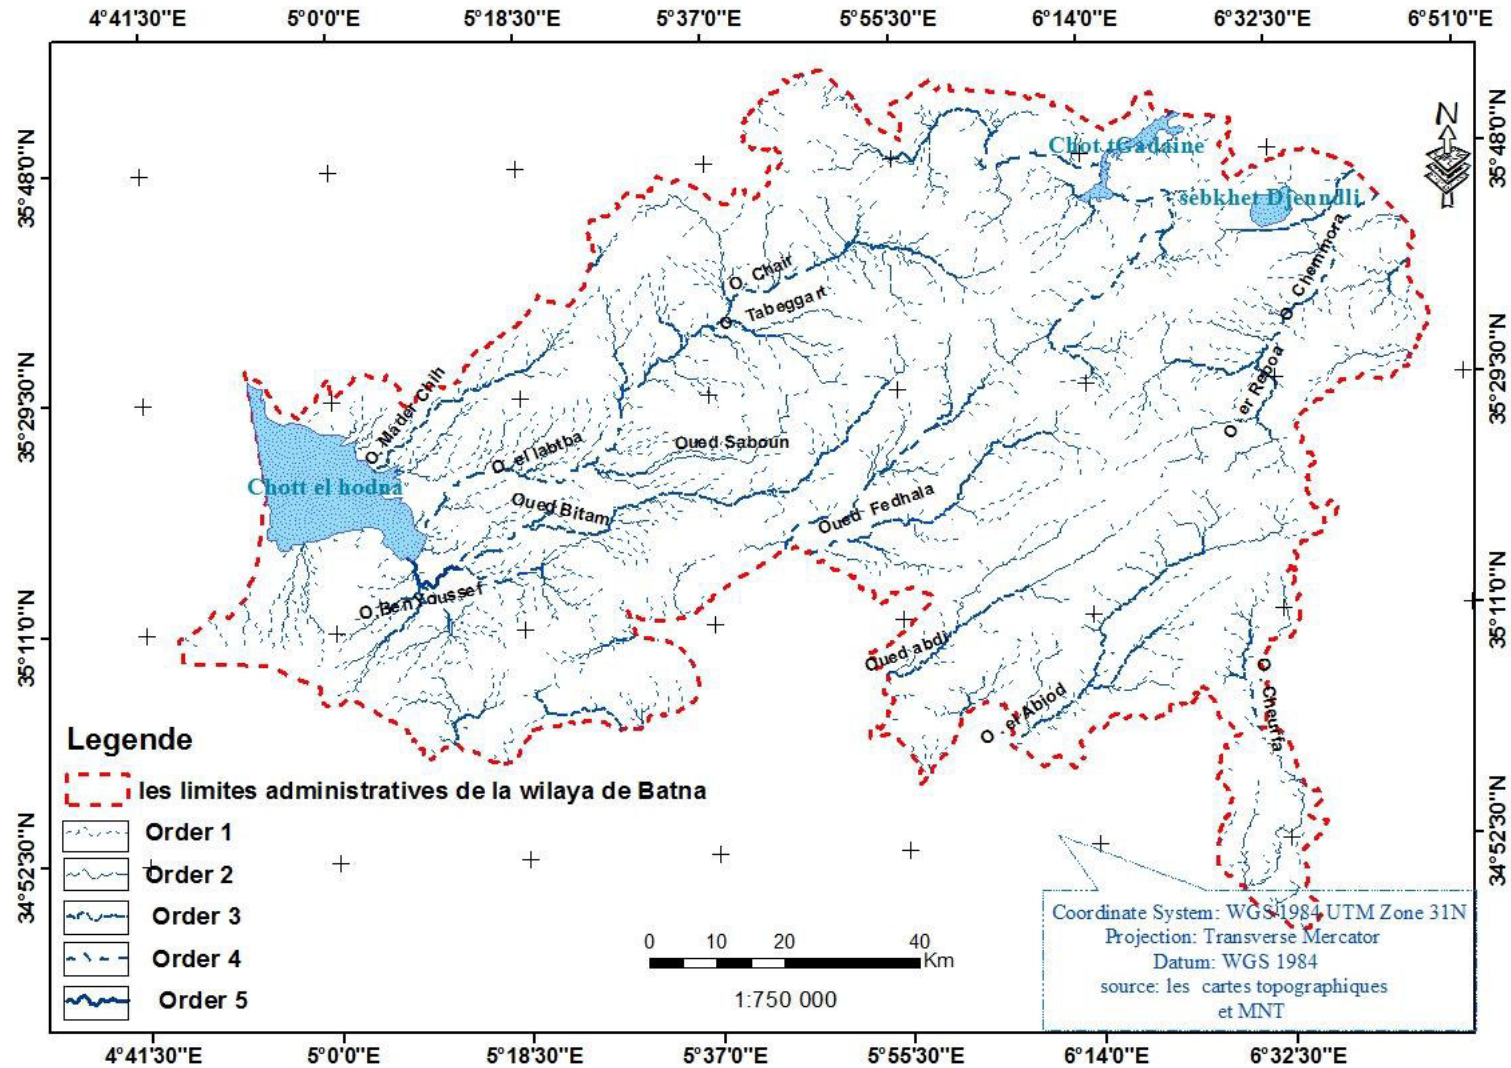 4°41'30"E 5°0'0"E 5°18'30"E 5°37'0"E 5°55'30"E 6°14'0"E 6°32'30"E 6°51'0"E
35°48'0"N
35°48'0"N
N
Chot tGadaine
sebkhet Djenndli
O. Chair
O. Tabeggart
O. Chemmora
35°29'30"N
35°29'30"N
O. Mader Chih
O. er Reboa
O. el labtba
Oued Saboun
Chott el hodna
Oued Bitam
Oued Fedhala
35°11'0"N
35°11'0"N
O.Ben Youssef
Oued abdi
O. el Abiod
O. Cheurfa
Legende
les limites administratives de la wilaya de Batna
Order 1
Order 2
Order 3
Order 4
Order 5
34°52'30"N
34°52'30"N
0 10 20 40
Km
1:750 000
Coordinate System: WGS 1984 UTM Zone 31N
Projection: Transverse Mercator
Datum: WGS 1984
source: les cartes topographiques
et MNT
4°41'30"E 5°0'0"E 5°18'30"E 5°37'0"E 5°55'30"E 6°14'0"E 6°32'30"E